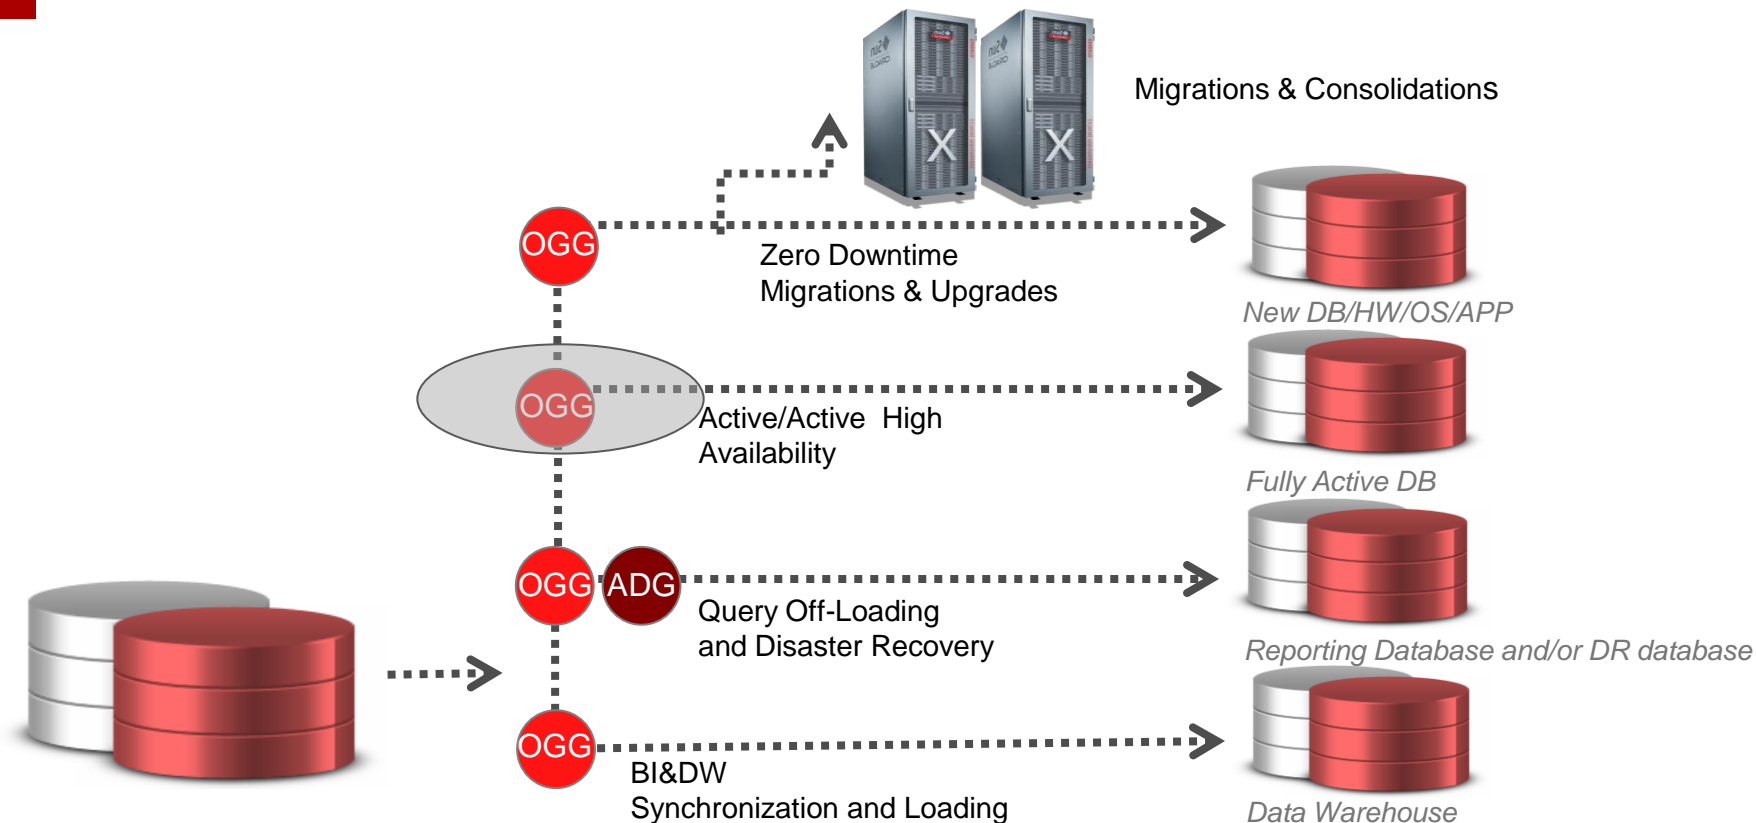 Migrations & Consolidations
X X
OGG
Zero Downtime
Migrations & Upgrades
New DB/HW/OS/APP
OGG
Active/Active  High
Availability
Fully Active DB
OGG ADG
Query Off-Loading
and Disaster Recovery
Reporting Database and/or DR database
OGG
BI&DW
Synchronization and Loading
Data Warehouse